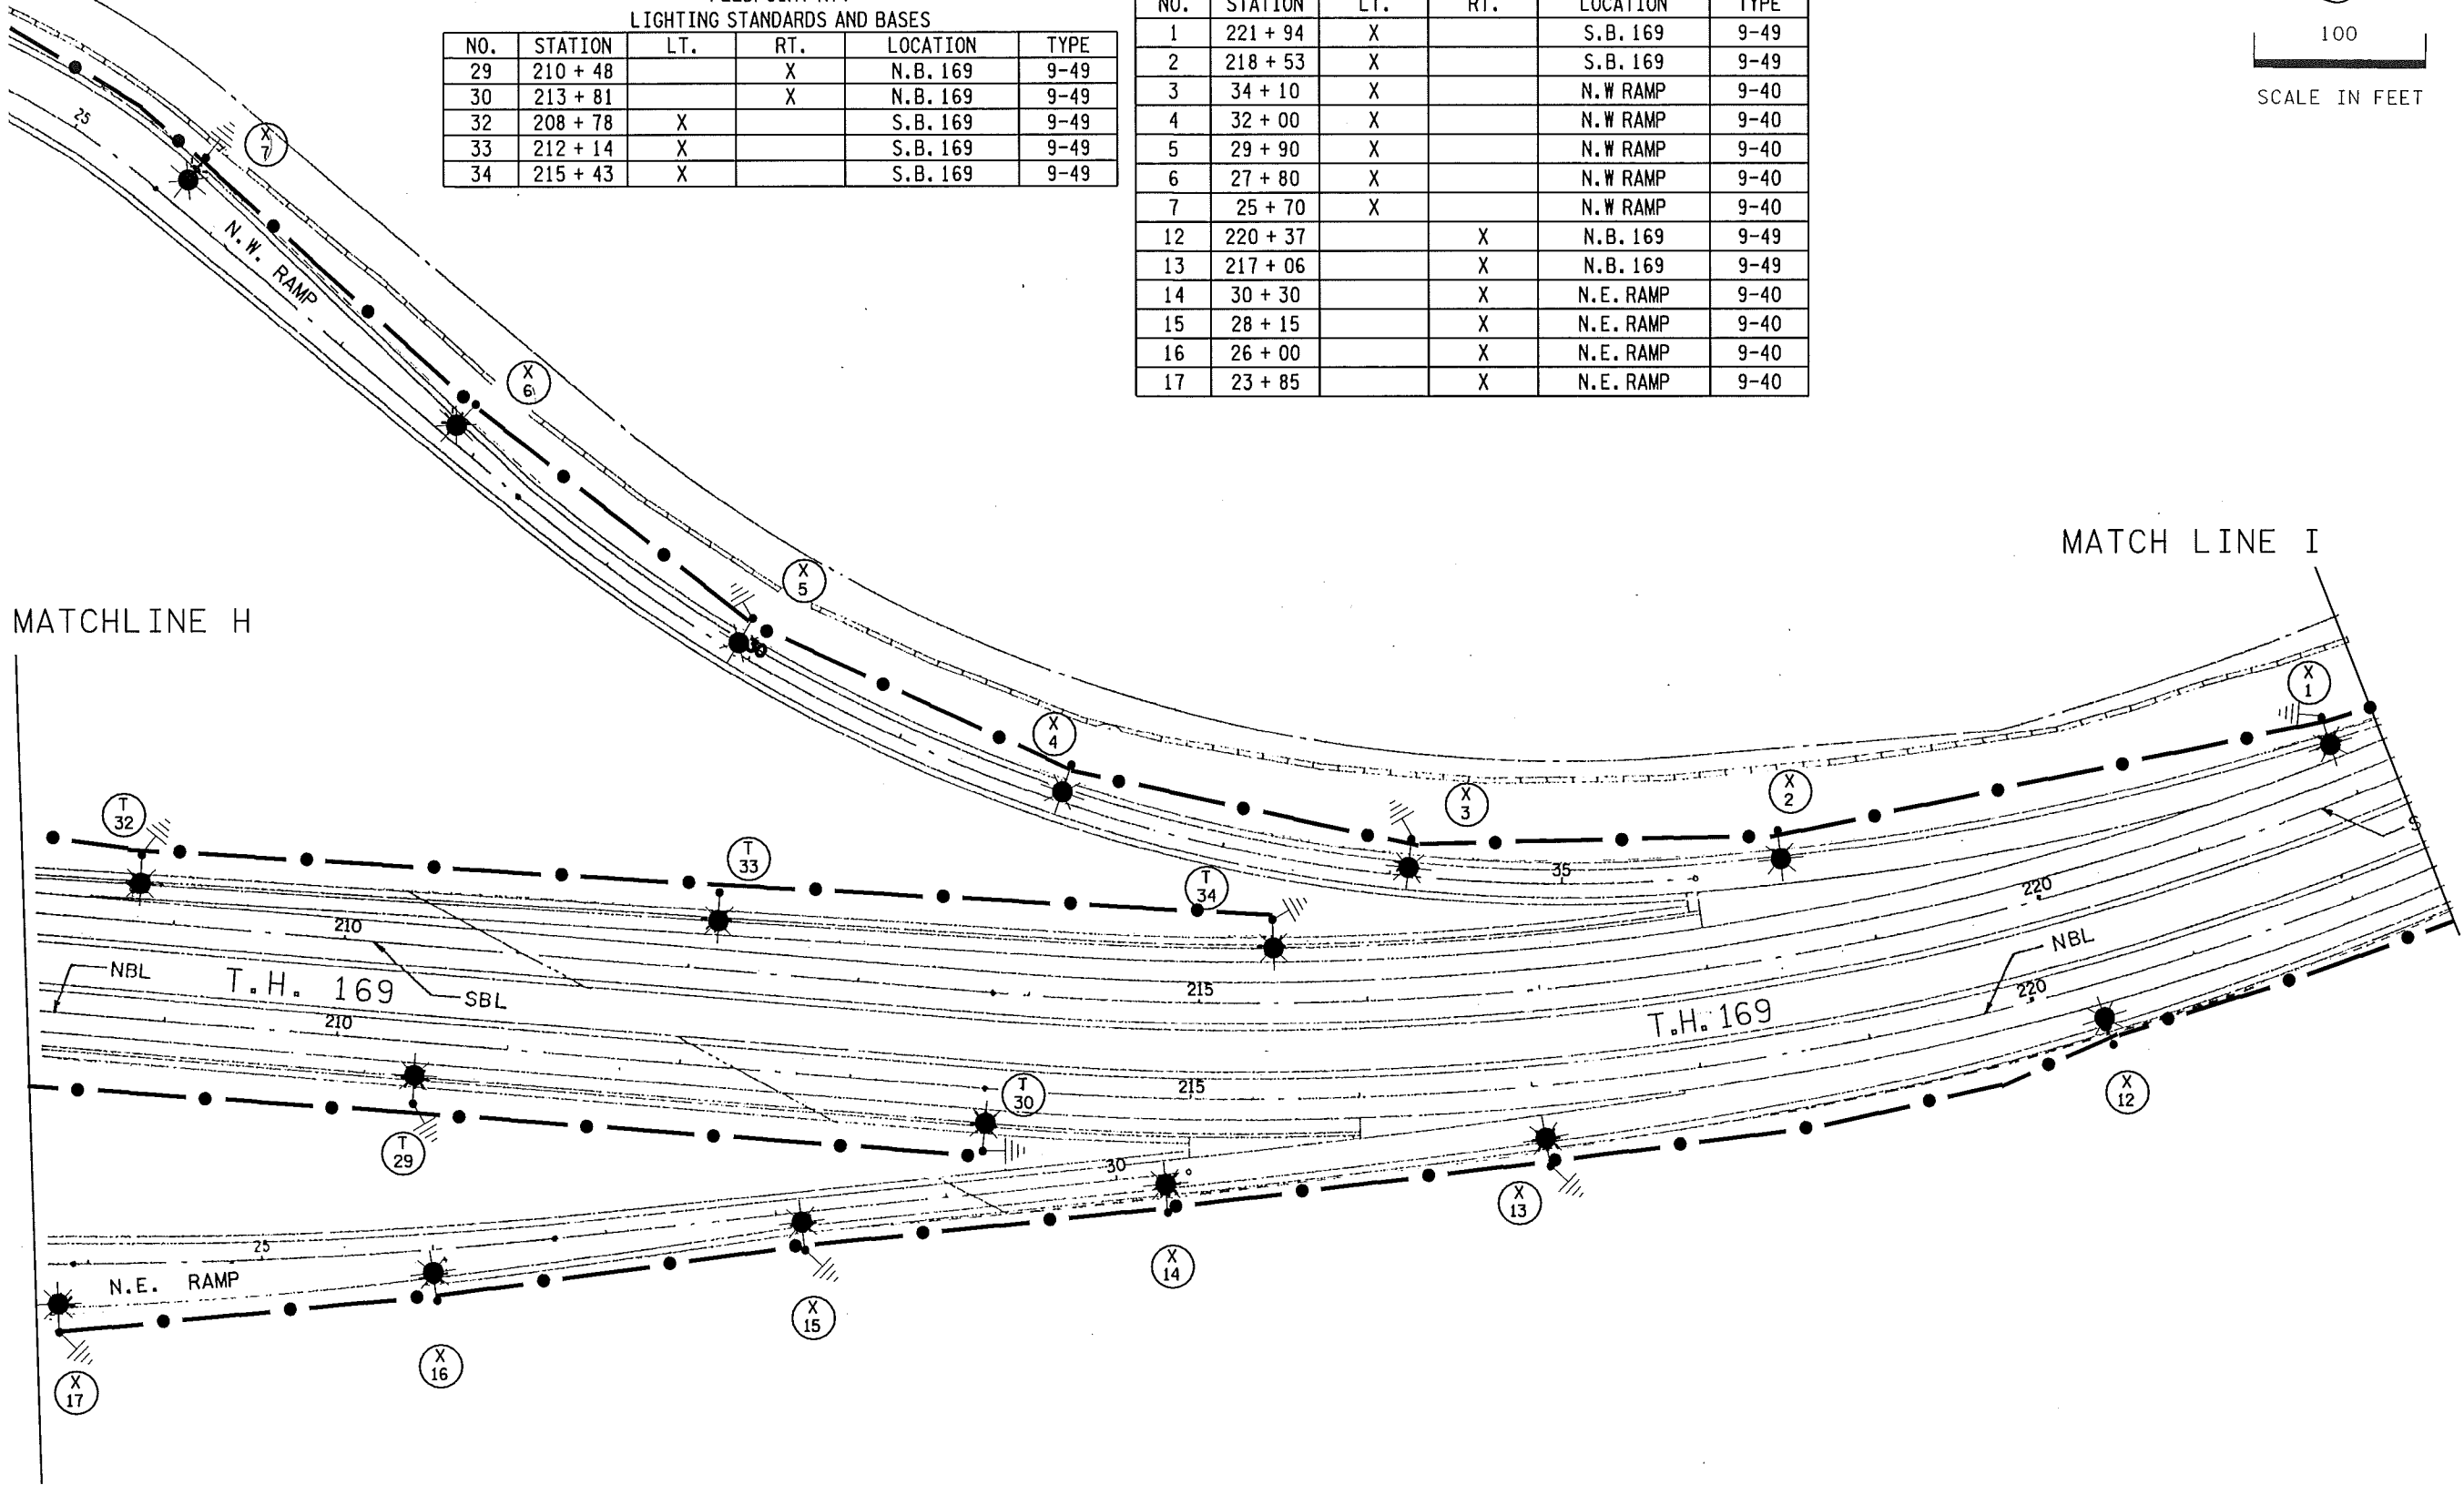 LIGHTING STANDARDS AND BASES
NO. STATION LT. RT. LOCATION TYPE
29 210 + 48 X N.B. 169 9-49
30 213 + 81 X N.B. 169 9-49
32 208 + 78 X S.B. 169 9-49
33 212 + 14 X S.B. 169 9-49
34 215 + 43 X S.B. 169 9-49
NO. STATION LT. RT. LOCATION TYPE
1 221 + 94 X S.B. 169 9-49
2 218 + 53 X S.B. 169 9-49
3 34 + 10 X N.W RAMP 9-40
4 32 + 00 X N.W RAMP 9-40
5 29 + 90 X N.W RAMP 9-40
6 27 + 80 X N.W RAMP 9-40
7 25 + 70 X N.W RAMP 9-40
12 220 + 37 X N.B. 169 9-49
13 217 + 06 X N.B. 169 9-49
14 30 + 30 X N.E. RAMP 9-40
15 28 + 15 X N.E. RAMP 9-40
16 26 + 00 X N.E. RAMP 9-40
17 23 + 85 X N.E. RAMP 9-40
100
SCALE IN FEET
25
X
7
N.W. RAMP
X
6
X
5
30
MATCH LINE I
MATCHLINE H
X
1
X
4
X
3
X
2
T
32
T
33
T
34
35
220
S
210
NBL
T.H. 169
SBL
210
215
NBL
220
T.H. 169
215
T
30
T
29
X
12
30
X
13
25
N.E. RAMP
X
14
X
15
X
16
X
17